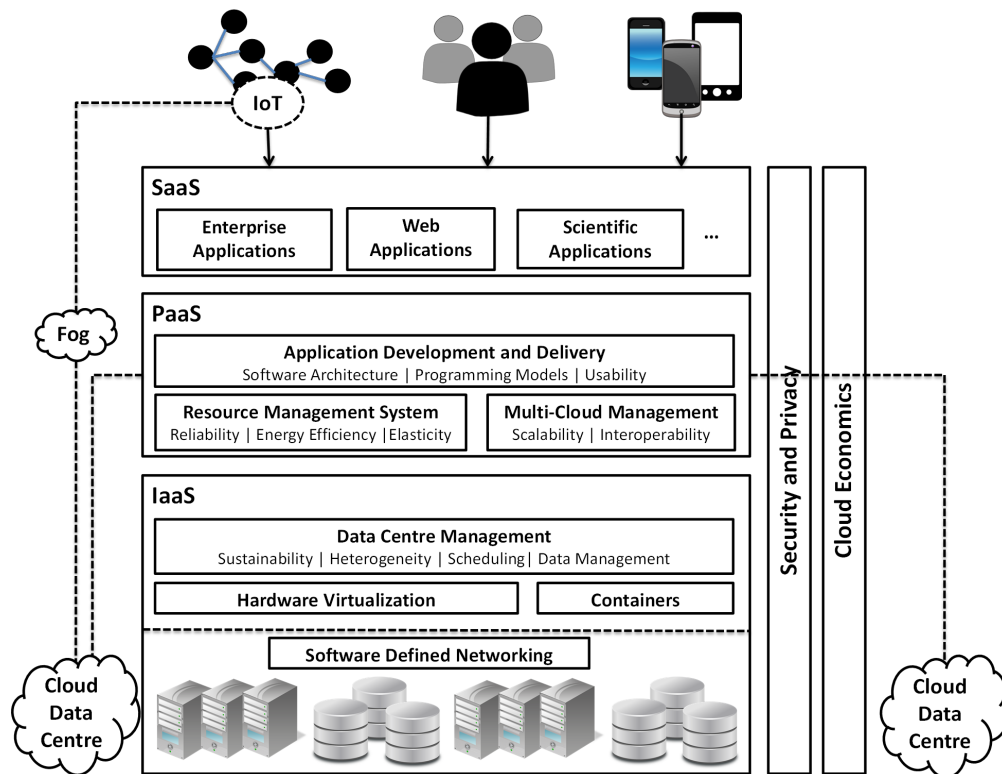 IoT
SaaS
Enterprise
Applications
Web
Applications
Scientific
Applications
...
Fog
PaaS
Application Development and Delivery
Software Architecture | Programming Models | Usability
Resource Management System
Reliability | Energy Efficiency |Elasticity
Multi-Cloud Management
Scalability | Interoperability
IaaS
Data Centre Management
Sustainability | Heterogeneity | Scheduling| Data Management
Hardware Virtualization
Containers
Software Defined Networking
Security and Privacy
Cloud Economics
Cloud
Data
Centre
Cloud
Data
Centre